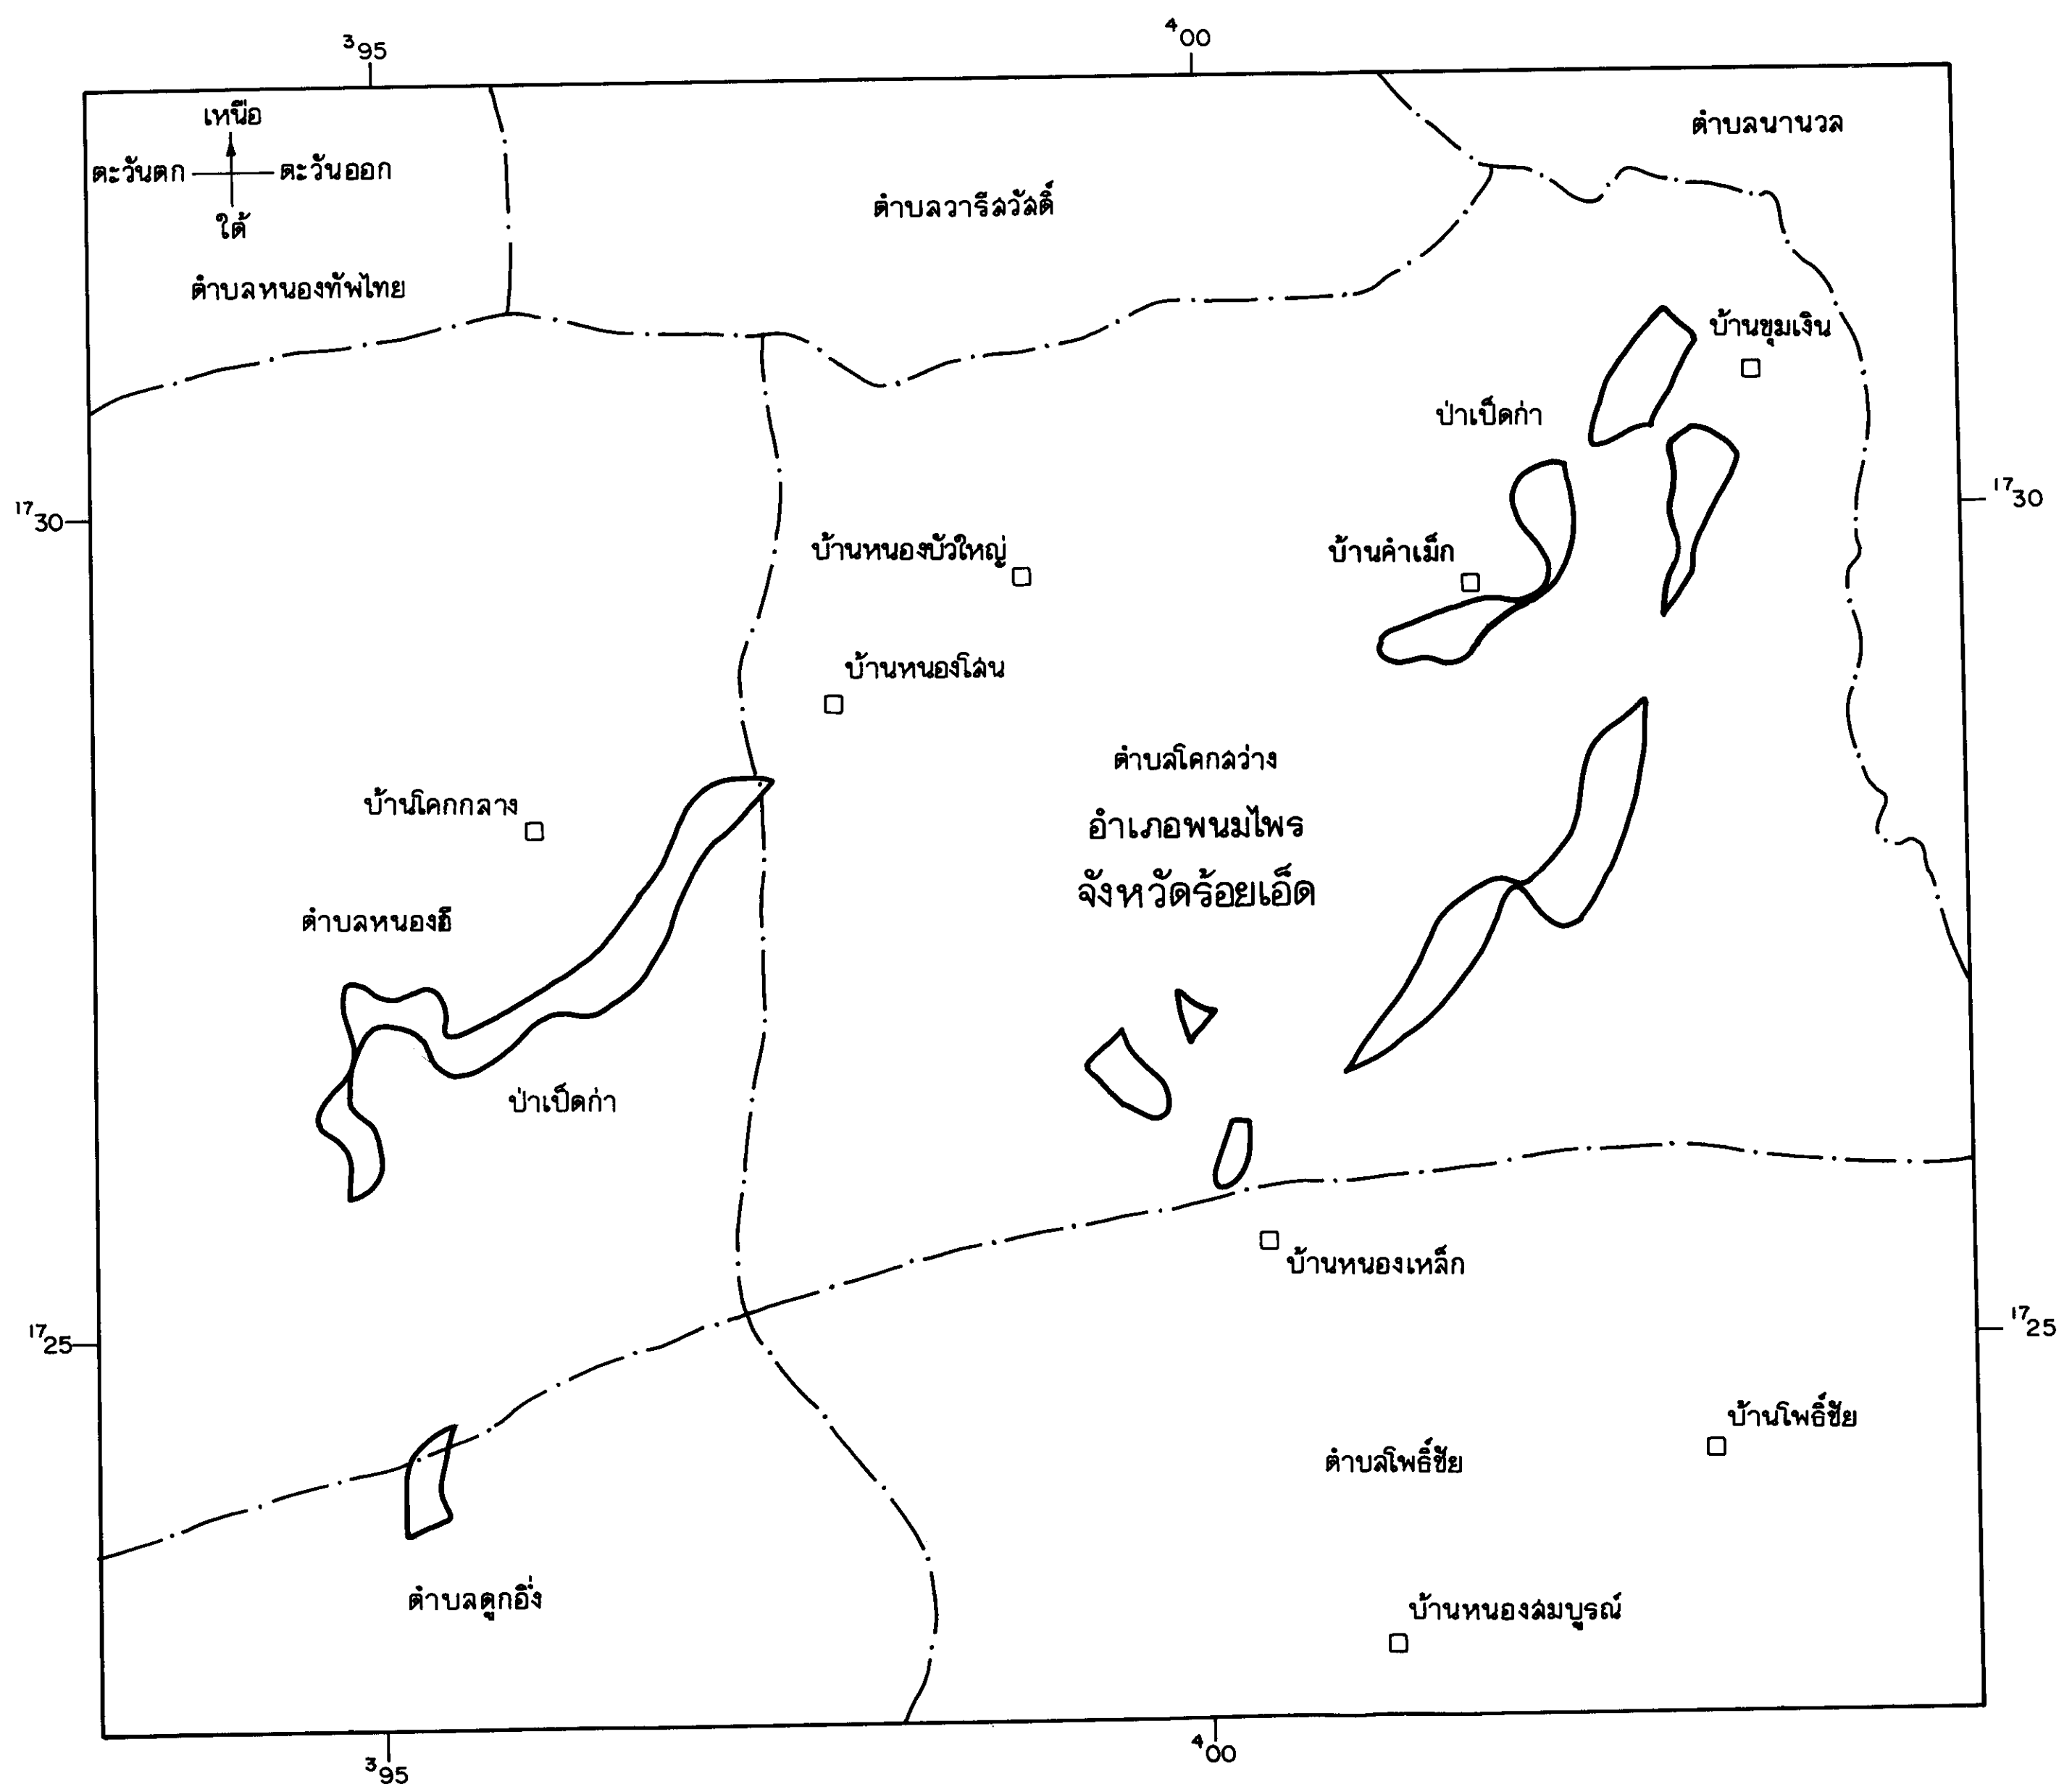 ³95
⁴00
เหนือ
ตะวันตก
ตะวันออก
ใต้
ตำบลนานวล
ตำบลวารีสวัสดิ์
ตำบลหนองทัพไทย
บ้านขุมเงิน
ป่าเป็ดก่า
¹⁷30
¹⁷30
บ้านหนองบัวใหญ่
บ้านคำเม็ก
บ้านหนองโสน
ตำบลโคกสว่าง
บ้านโคกกลาง
อำเภอพนมไพร
จังหวัดร้อยเอ็ด
ตำบลหนองฮี
ป่าเป็ดก่า
บ้านหนองเหล็ก
¹⁷25
¹⁷25
บ้านโพธิ์ชัย
ตำบลโพธิ์ชัย
ตำบลดูกอึ่ง
บ้านหนองสมบูรณ์
³95
⁴00